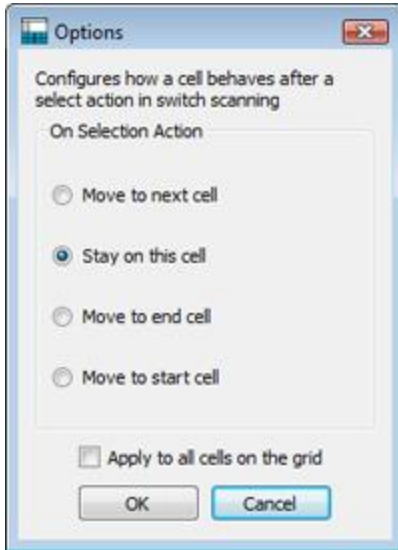 Options
Configures how a cell behaves after a
select action in switch scanning
On Selection Action
Move to next cell
Stay on this cell
Move to end cell
Move to start cell
Apply to all cells on the grid
OK
Cancel